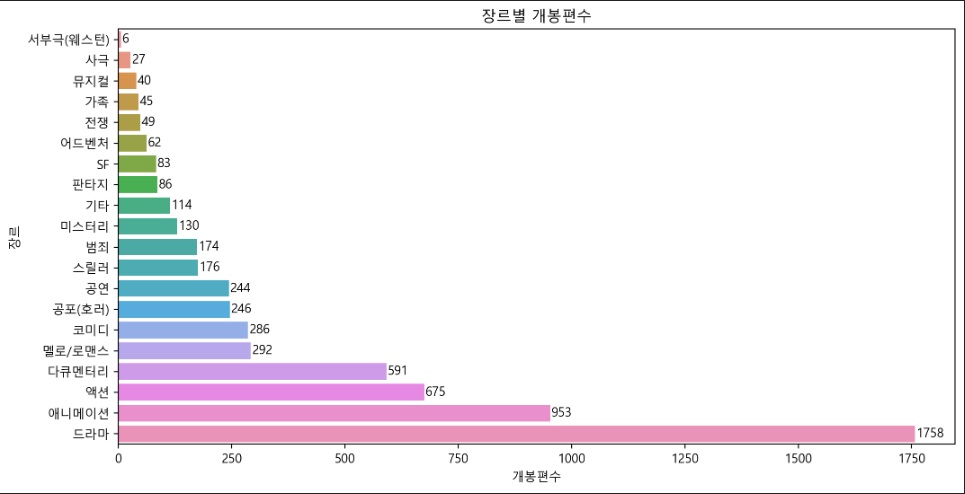 장르별 개봉편수
서부극(웨스턴) 6
사극 27
뮤지컬 40
가족 45
전쟁 49
어드벤처 62
SF 83
판타지 86
기타 114
미스터리 130
범죄 174
스릴러 176
공연 244
공포(호러) 246
코미디 286
멜로/로맨스 292
다큐멘터리 591
액션 675
애니메이션 953
드라마 1758
장르
0 250 500 750 1000 1250 1500 1750
개봉편수